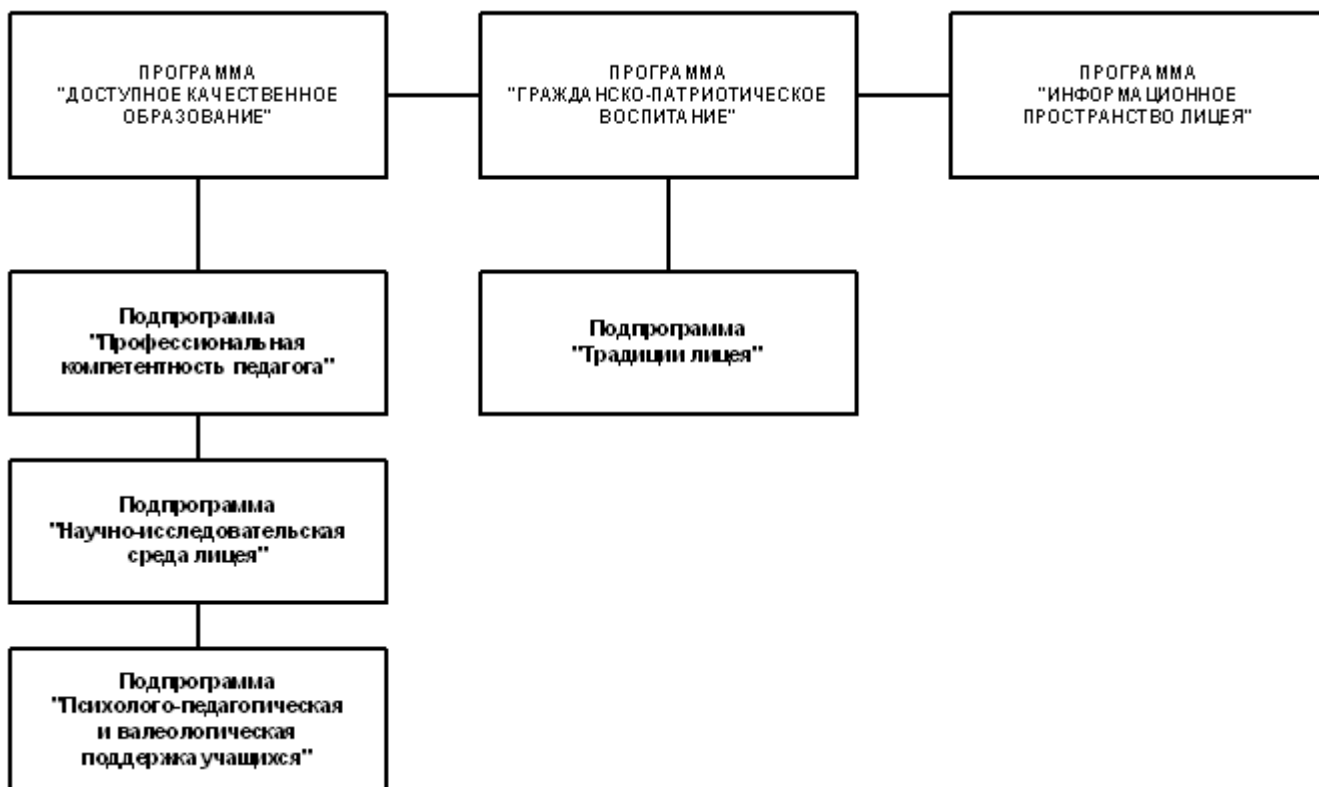 ПРОГРАММА
"ДОСТУПНОЕ КАЧЕСТВЕННОЕ
ОБРАЗОВАНИЕ"
ПРОГРАММА
"ГРАЖДАНСКО-ПАТРИОТИЧЕСКОЕ
ВОСПИТАНИЕ"
ПРОГРАММА
"ИНФОРМАЦИОННОЕ
ПРОСТРАНСТВО ЛИЦЕЯ"
Подпрограмма
"Профессиональная
компетентность педагога"
Подпрограмма
"Традиции лицея"
Подпрограмма
"Научно-исследовательская
среда лицея"
Подпрограмма
"Психолого-педагогическая
и валеологическая
поддержка учащихся"